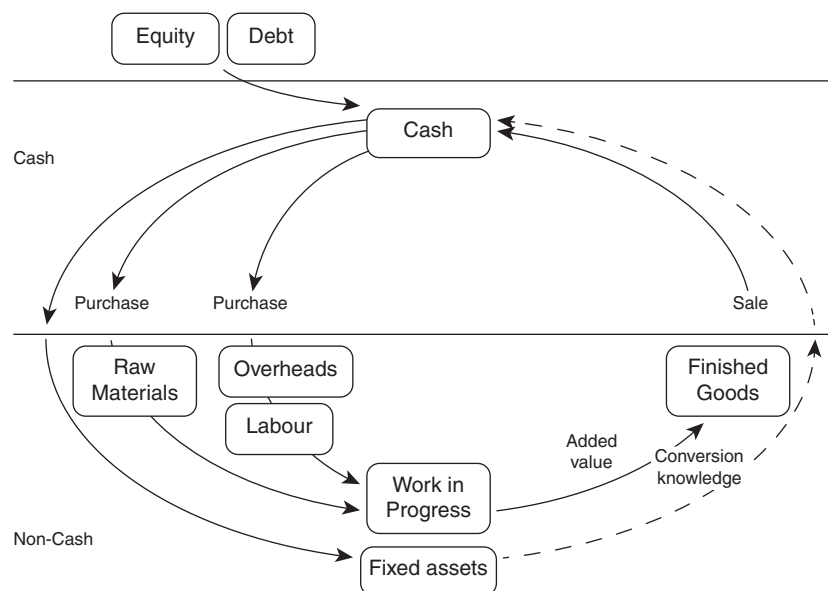 Equity
Debt
Cash
Cash
Purchase
Purchase
Sale
Raw
Materials
Overheads
Labour
Finished
Goods
Added
value
Conversion
knowledge
Work in
Progress
Non-Cash
Fixed assets